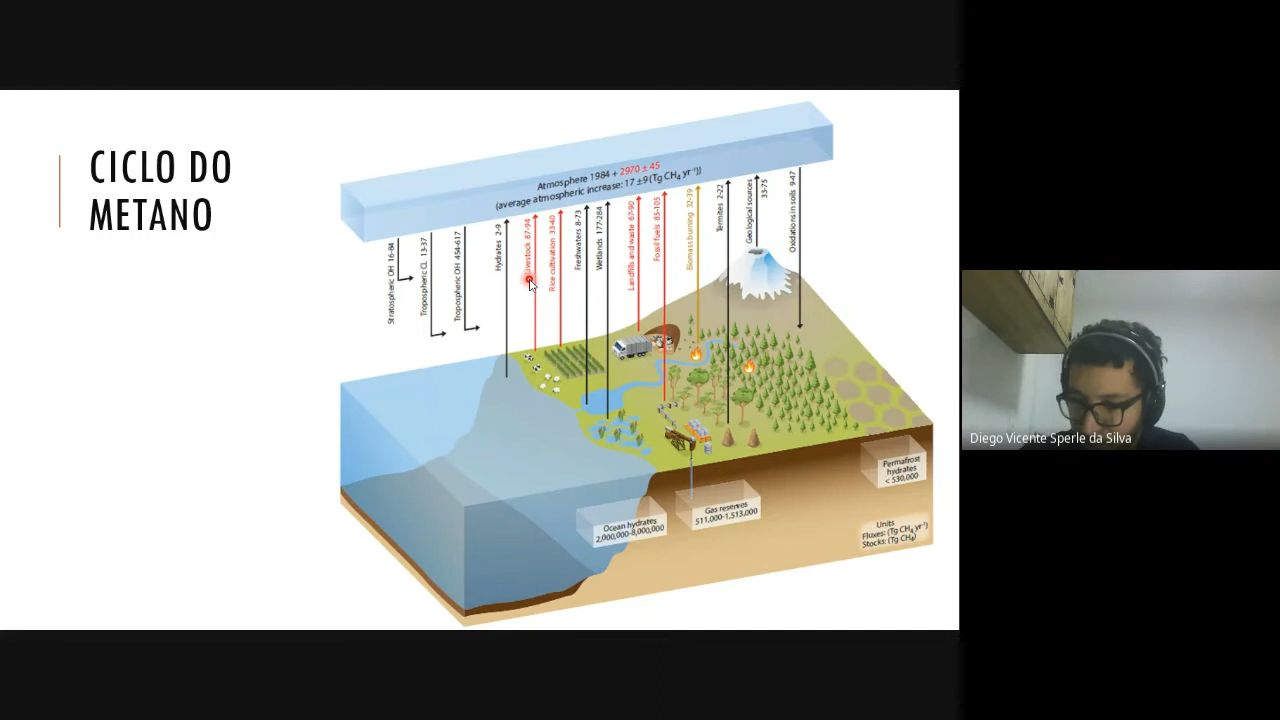 CICLO DO
METANO
Atmosphere 1984 + 2970 ± 45
(average atmospheric increase: 17 ±9 (Tg CH4 yr⁻¹))
Stratospheric OH 16-84
Tropospheric CL 13-37
Tropospheric OH 454-617
Hydrates 2-9
Livestock 87-94
Rice cultivation 33-40
Freshwaters 8-73
Wetlands 177-284
Landfills and waste 67-90
Fossil fuels 85-105
Biomass burning 32-39
Termites 2-22
Geological sources
33-75
Oxidations in soils 9-47
Permafrost
hydrates
< 530,000
Gas reserves
511,000-1,513,000
Ocean hydrates
2,000,000-8,000,000
Units
Fluxes: (Tg CH4 yr⁻¹)
Stocks: (Tg CH4)
Diego Vicente Sperle da Silva